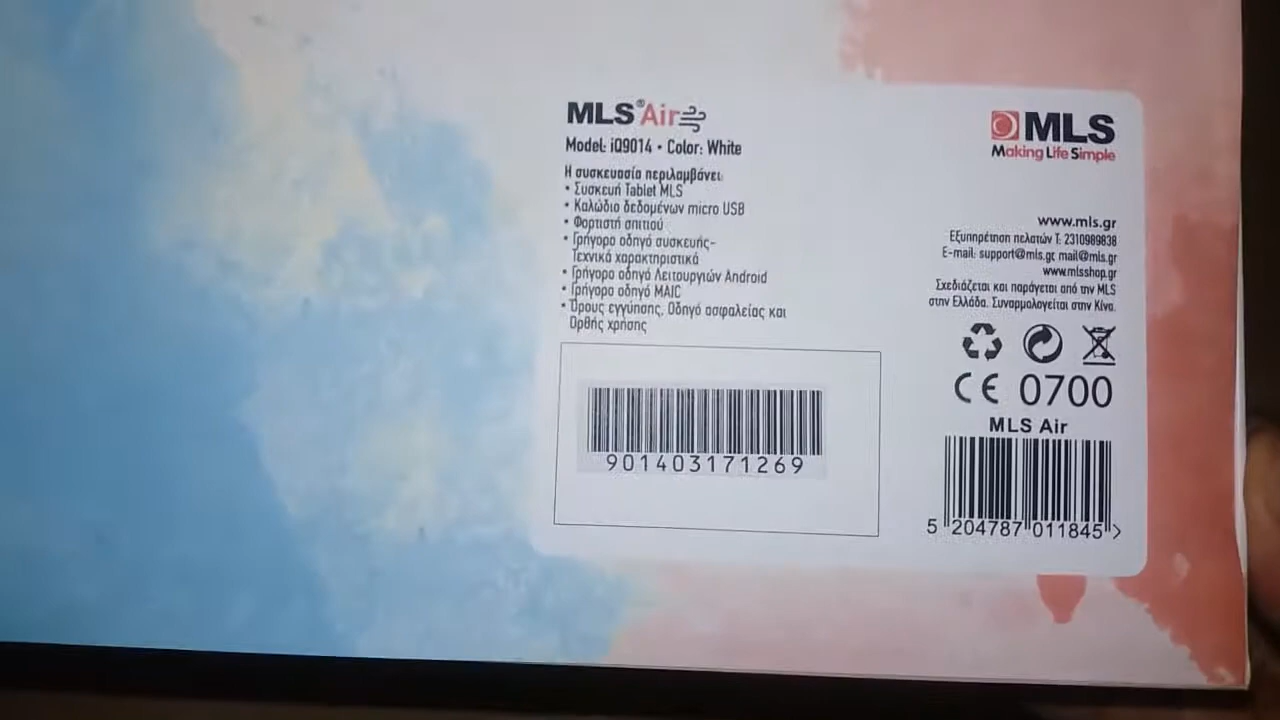 MLS® Air
Model: iQ9014 • Color: White
Η συσκευασία περιλαμβάνει:
• Συσκευή Tablet MLS
• Καλώδιο δεδομένων micro USB
• Φορτιστή σπιτιού
• Γρήγορο οδηγό συσκευής-
Τεχνικά χαρακτηριστικά
• Γρήγορο οδηγό Λειτουργιών Android
• Γρήγορο οδηγό MAIC
• Όρους εγγύησης, Οδηγό ασφαλείας και
Ορθής χρήσης
901403171269
MLS
Making Life Simple
www.mls.gr
Εξυπηρέτηση πελατών Τ: 2310989838
E-mail: support@mls.gr, mail@mls.gr
www.mlsshop.gr
Σχεδιάζεται και παράγεται από την MLS
στην Ελλάδα. Συναρμολογείται στην Κίνα.
CE 0700
MLS Air
5 204787 011845 >